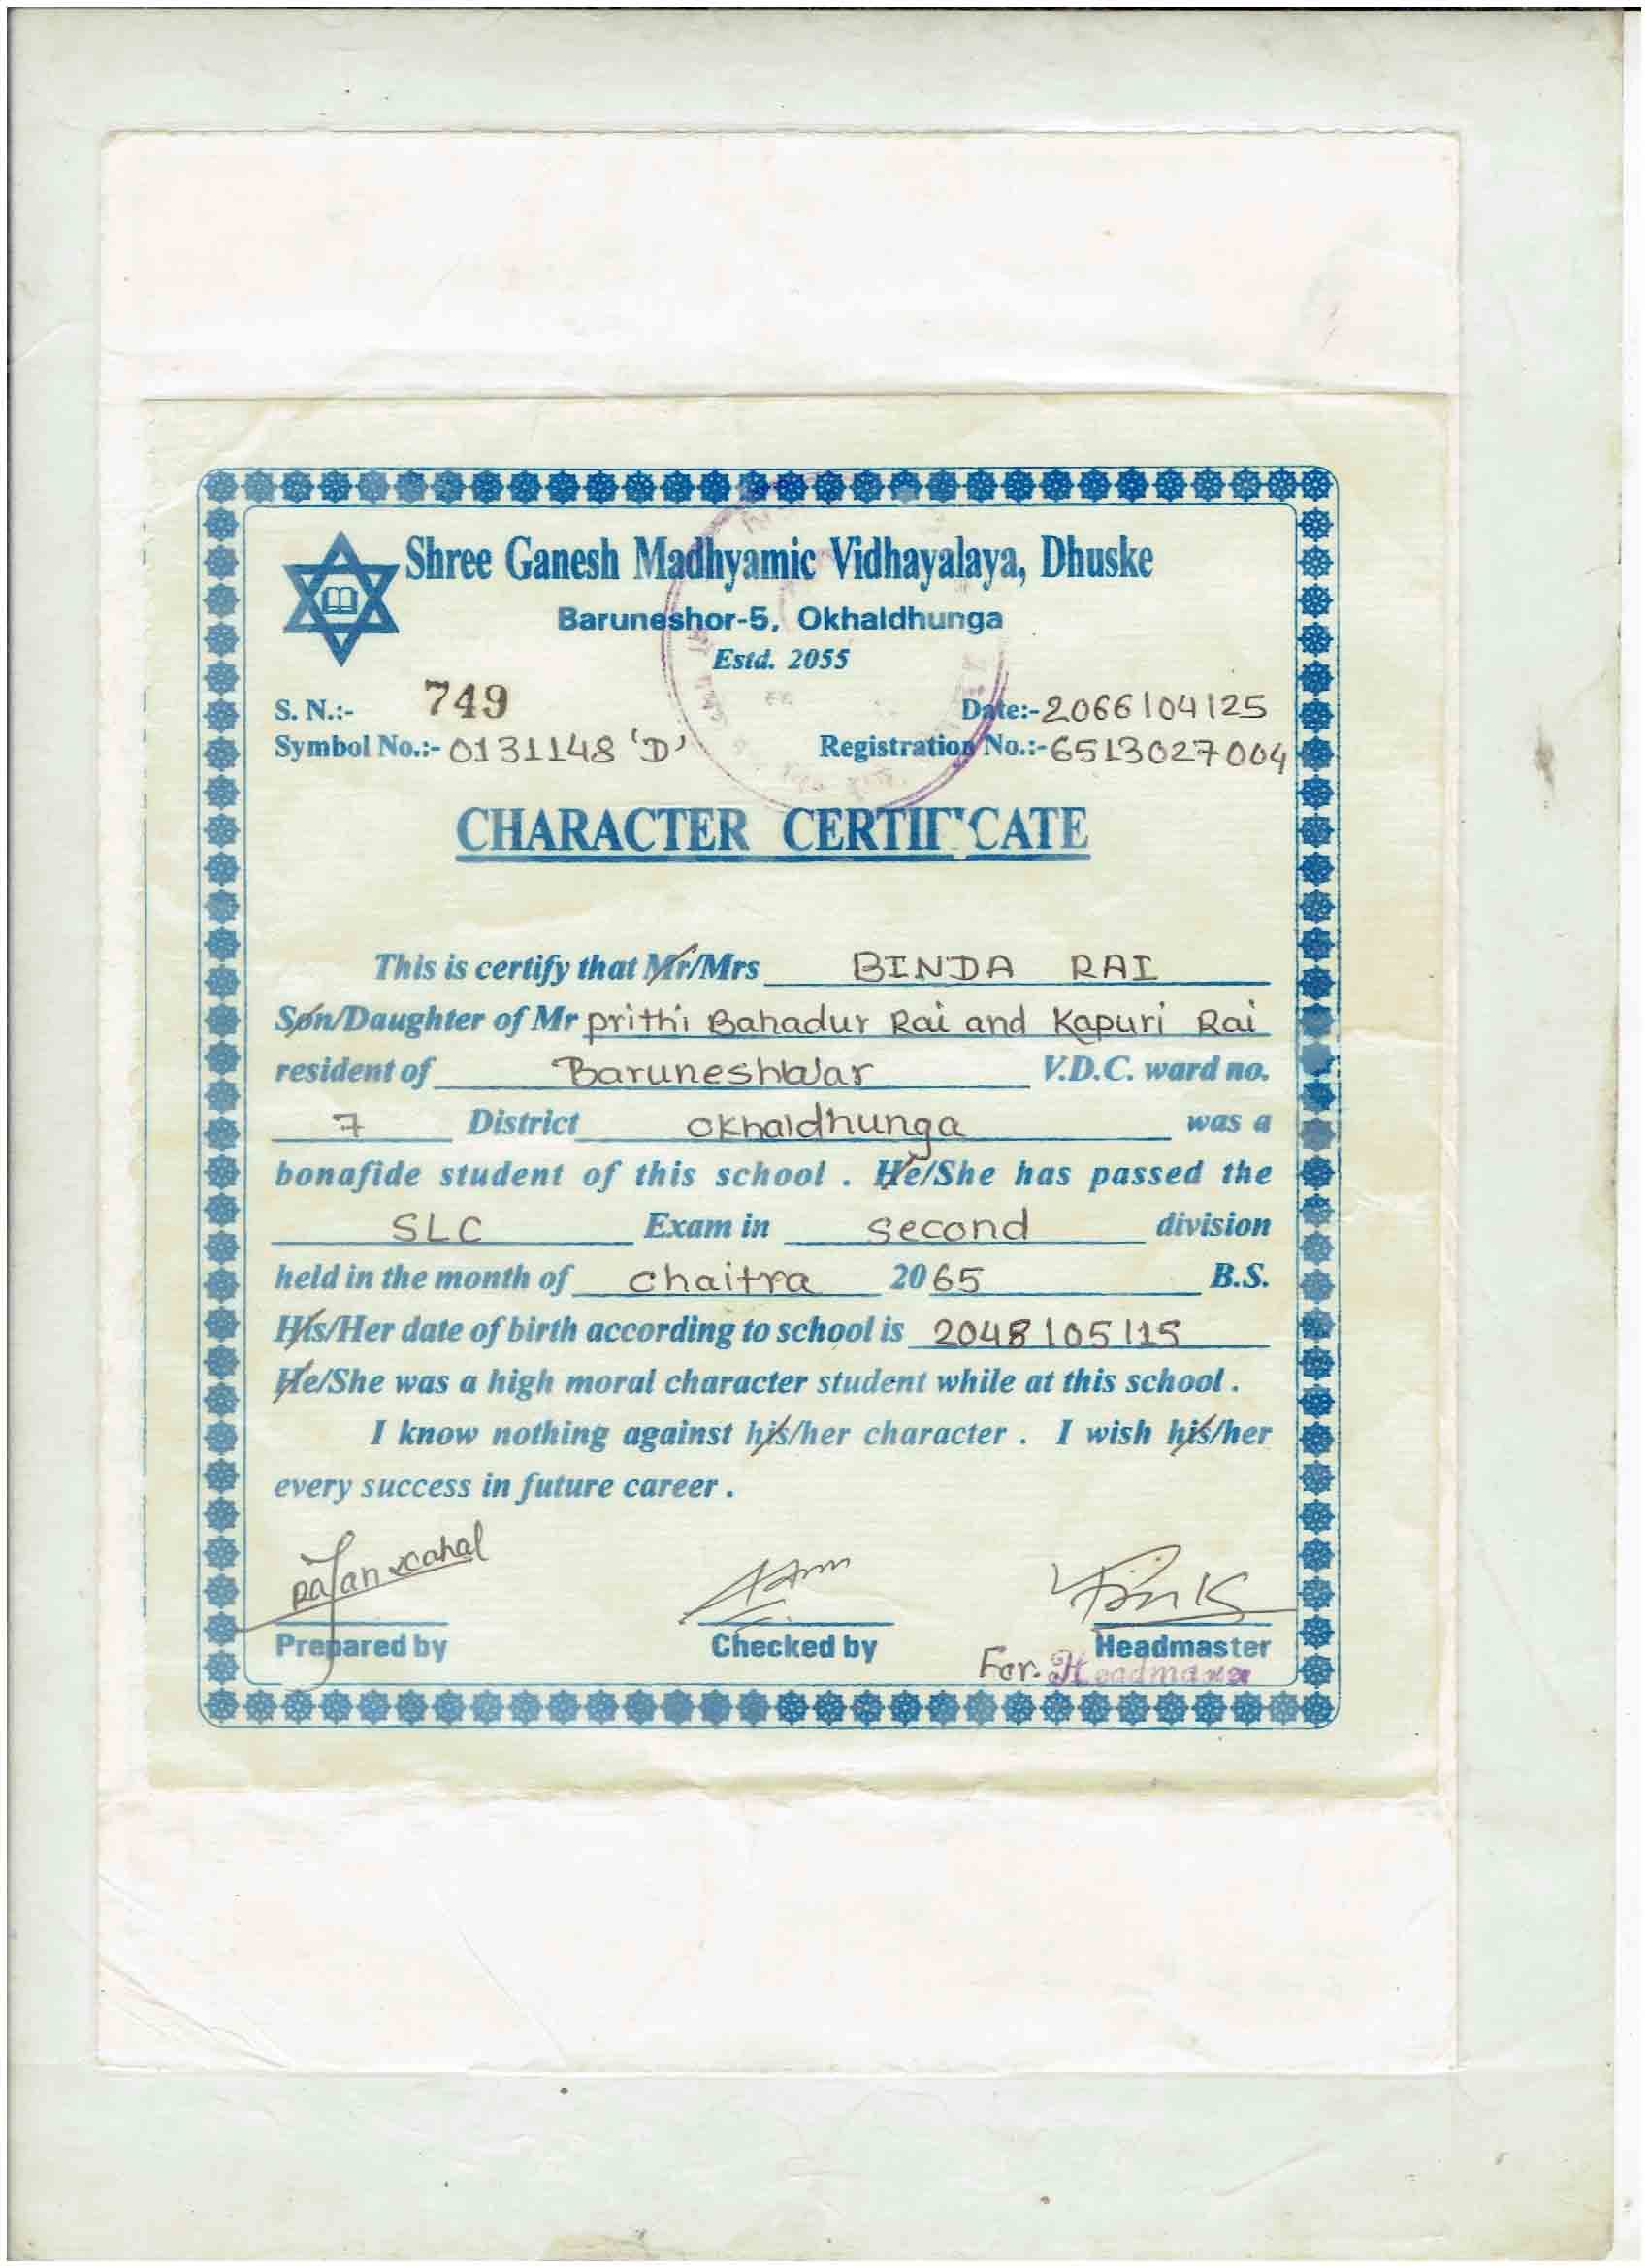 Shree Ganesh Madhyamic Vidhayalaya, Dhuske
Baruneshor-5, Okhaldhunga
Estd. 2055
S. N.:- 749 Date:- 2066/04/25
Symbol No.:- 0131148 'D' Registration No.:- 6513027004
CHARACTER CERTIFICATE
This is certify that Mr/Mrs BINDA RAI
Son/Daughter of Mr prithi Bahadur Rai and Kapuri Rai
resident of Baruneshwar V.D.C. ward no.
7 District Okhaldhunga was a
bonafide student of this school . He/She has passed the
SLC Exam in second division
held in the month of chaitra 2065 B.S.
His/Her date of birth according to school is 2048/05/15
He/She was a high moral character student while at this school .
I know nothing against his/her character . I wish his/her
every success in future career .
Prepared by Checked by Headmaster
For. Headmaster